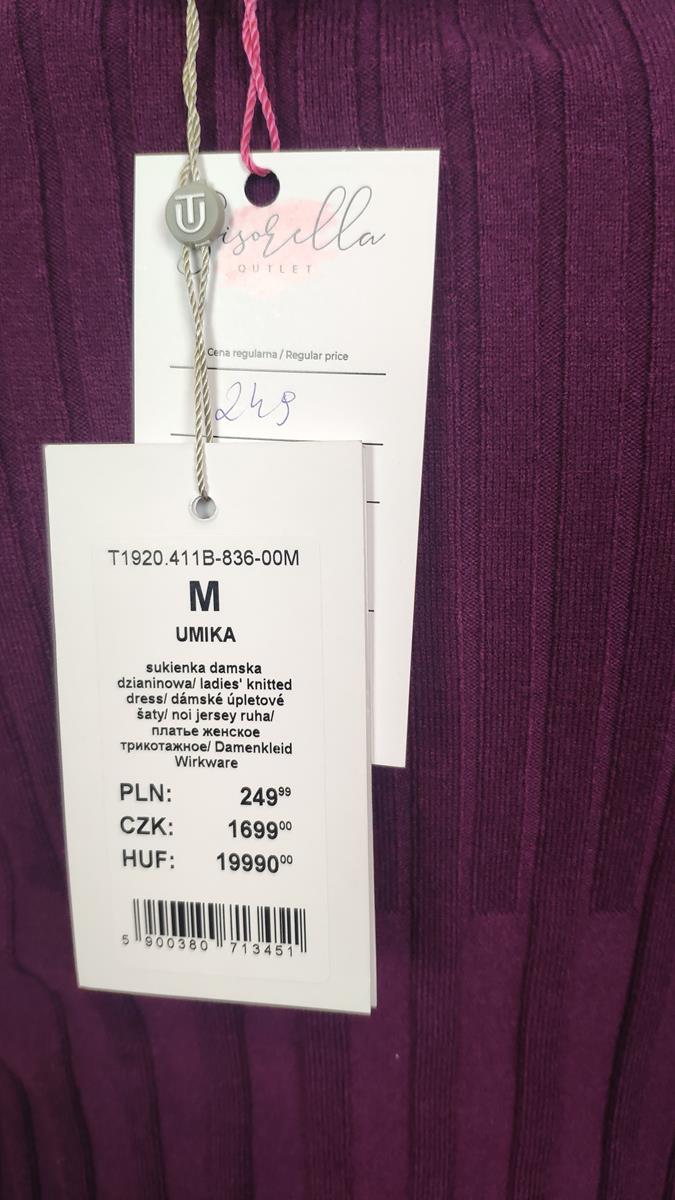 isorella
OUTLET
Cena regularna / Regular price
249
T1920.411B-836-00M
M
UMIKA
sukienka damska
dzianinowa/ ladies' knitted
dress/ dámské úpletové
šaty/ noi jersey ruha/
платье женское
трикотажное/ Damenkleid
Wirkware
PLN: 249⁹⁹
CZK: 1699⁰⁰
HUF: 19990⁰⁰
5 900380 713451